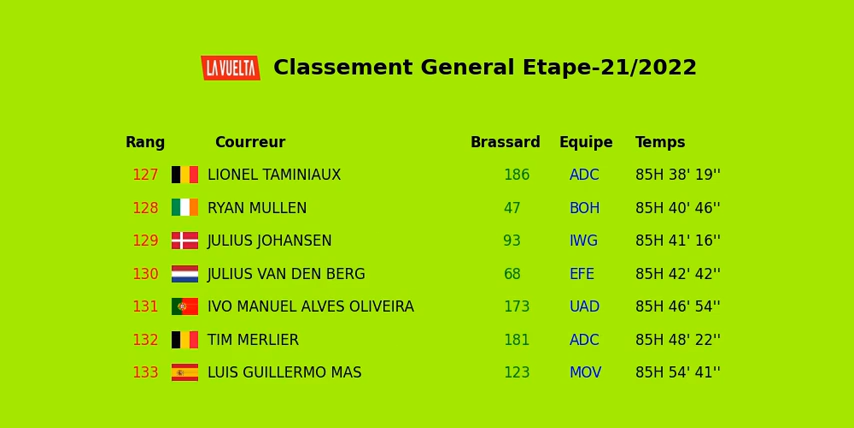 LA VUELTA Classement General Etape-21/2022
Rang Courreur Brassard Equipe Temps
127 LIONEL TAMINIAUX 186 ADC 85H 38' 19''
128 RYAN MULLEN 47 BOH 85H 40' 46''
129 JULIUS JOHANSEN 93 IWG 85H 41' 16''
130 JULIUS VAN DEN BERG 68 EFE 85H 42' 42''
131 IVO MANUEL ALVES OLIVEIRA 173 UAD 85H 46' 54''
132 TIM MERLIER 181 ADC 85H 48' 22''
133 LUIS GUILLERMO MAS 123 MOV 85H 54' 41''